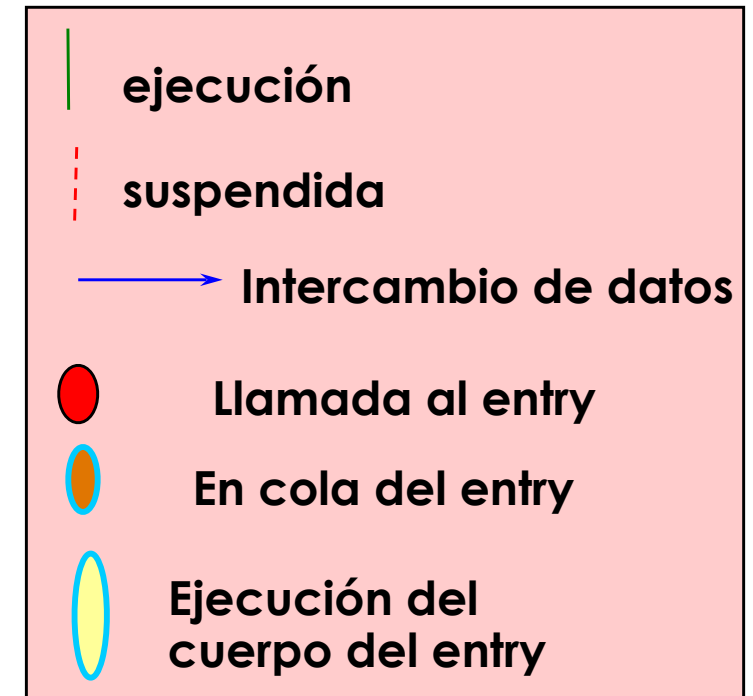 ejecución
suspendida
Intercambio de datos
Llamada al entry
En cola del entry
Ejecución del
cuerpo del entry